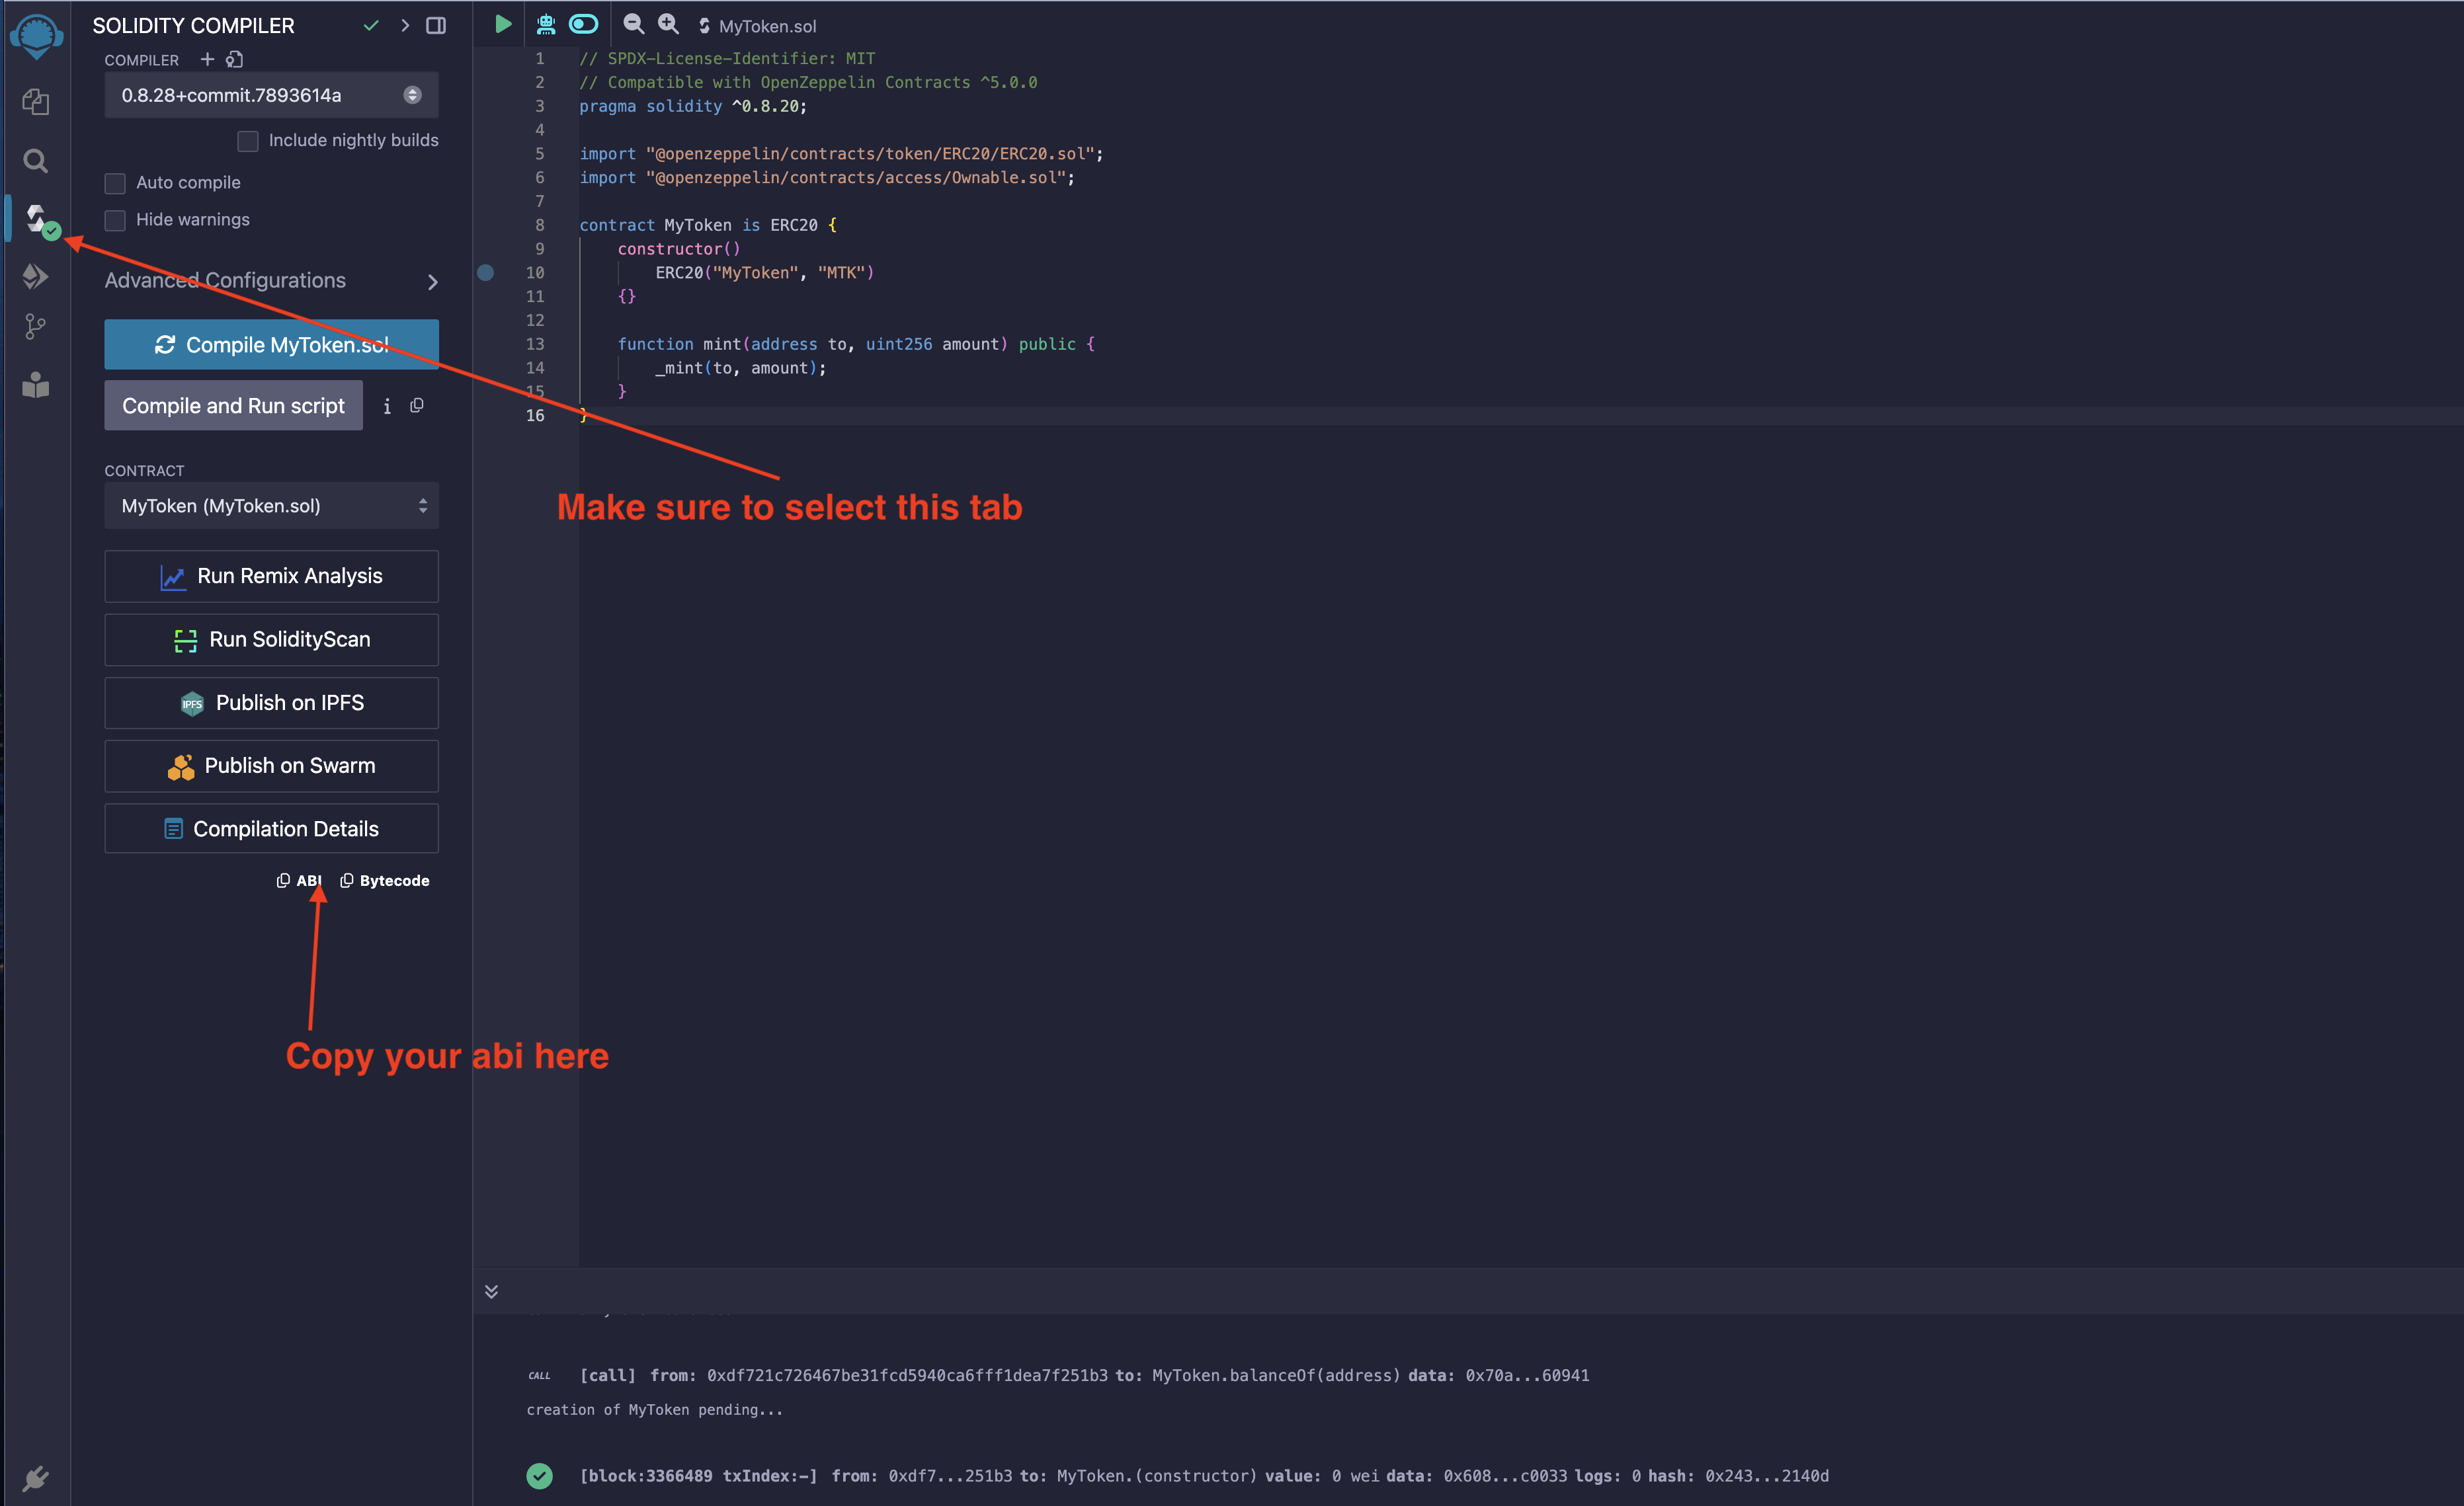 SOLIDITY COMPILER
COMPILER
0.8.28+commit.7893614a
Include nightly builds
Auto compile
Hide warnings
Advanced Configurations
Compile MyToken.sol
Compile and Run script
i
CONTRACT
MyToken (MyToken.sol)
Run Remix Analysis
Run SolidityScan
IPFS Publish on IPFS
Publish on Swarm
Compilation Details
ABI Bytecode
Copy your abi here
MyToken.sol
1 // SPDX-License-Identifier: MIT
2 // Compatible with OpenZeppelin Contracts ^5.0.0
3 pragma solidity ^0.8.20;
4
5 import "@openzeppelin/contracts/token/ERC20/ERC20.sol";
6 import "@openzeppelin/contracts/access/Ownable.sol";
7
8 contract MyToken is ERC20 {
9 constructor()
10 ERC20("MyToken", "MTK")
11 {}
12
13 function mint(address to, uint256 amount) public {
14 _mint(to, amount);
15 }
16 }
Make sure to select this tab
CALL [call] from: 0xdf721c726467be31fcd5940ca6fff1dea7f251b3 to: MyToken.balanceOf(address) data: 0x70a...60941
creation of MyToken pending...
[block:3366489 txIndex:-] from: 0xdf7...251b3 to: MyToken.(constructor) value: 0 wei data: 0x608...c0033 logs: 0 hash: 0x243...2140d